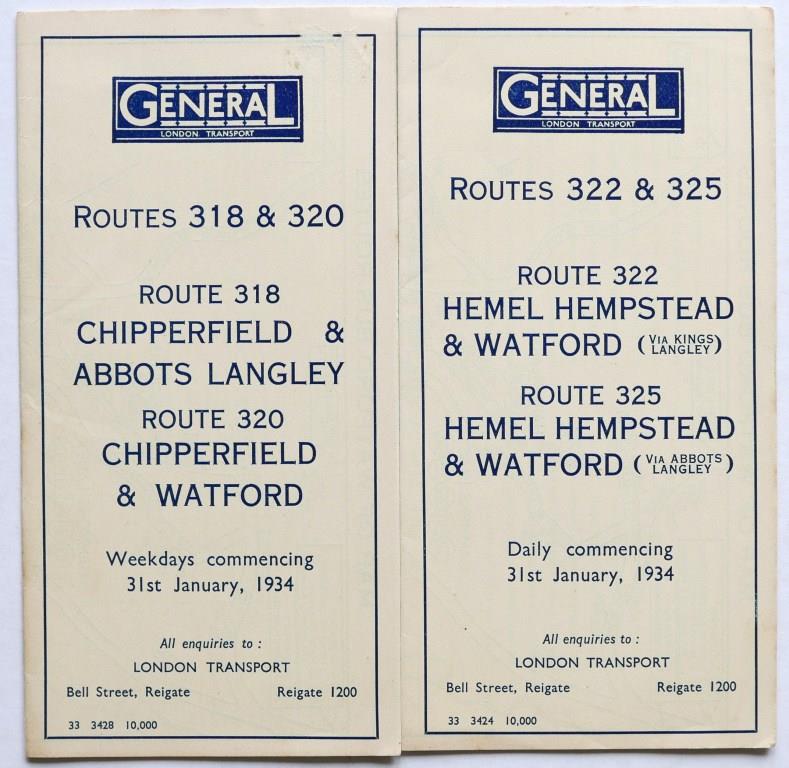 GENERAL
LONDON TRANSPORT
ROUTES 318 & 320
ROUTE 318
CHIPPERFIELD &
ABBOTS LANGLEY
ROUTE 320
CHIPPERFIELD
& WATFORD
Weekdays commencing
31st January, 1934
All enquiries to :
LONDON TRANSPORT
Bell Street, Reigate Reigate 1200
33 3428 10,000
GENERAL
LONDON TRANSPORT
ROUTES 322 & 325
ROUTE 322
HEMEL HEMPSTEAD
& WATFORD (VIA KINGS LANGLEY)
ROUTE 325
HEMEL HEMPSTEAD
& WATFORD (VIA ABBOTS LANGLEY)
Daily commencing
31st January, 1934
All enquiries to :
LONDON TRANSPORT
Bell Street, Reigate Reigate 1200
33 3424 10,000